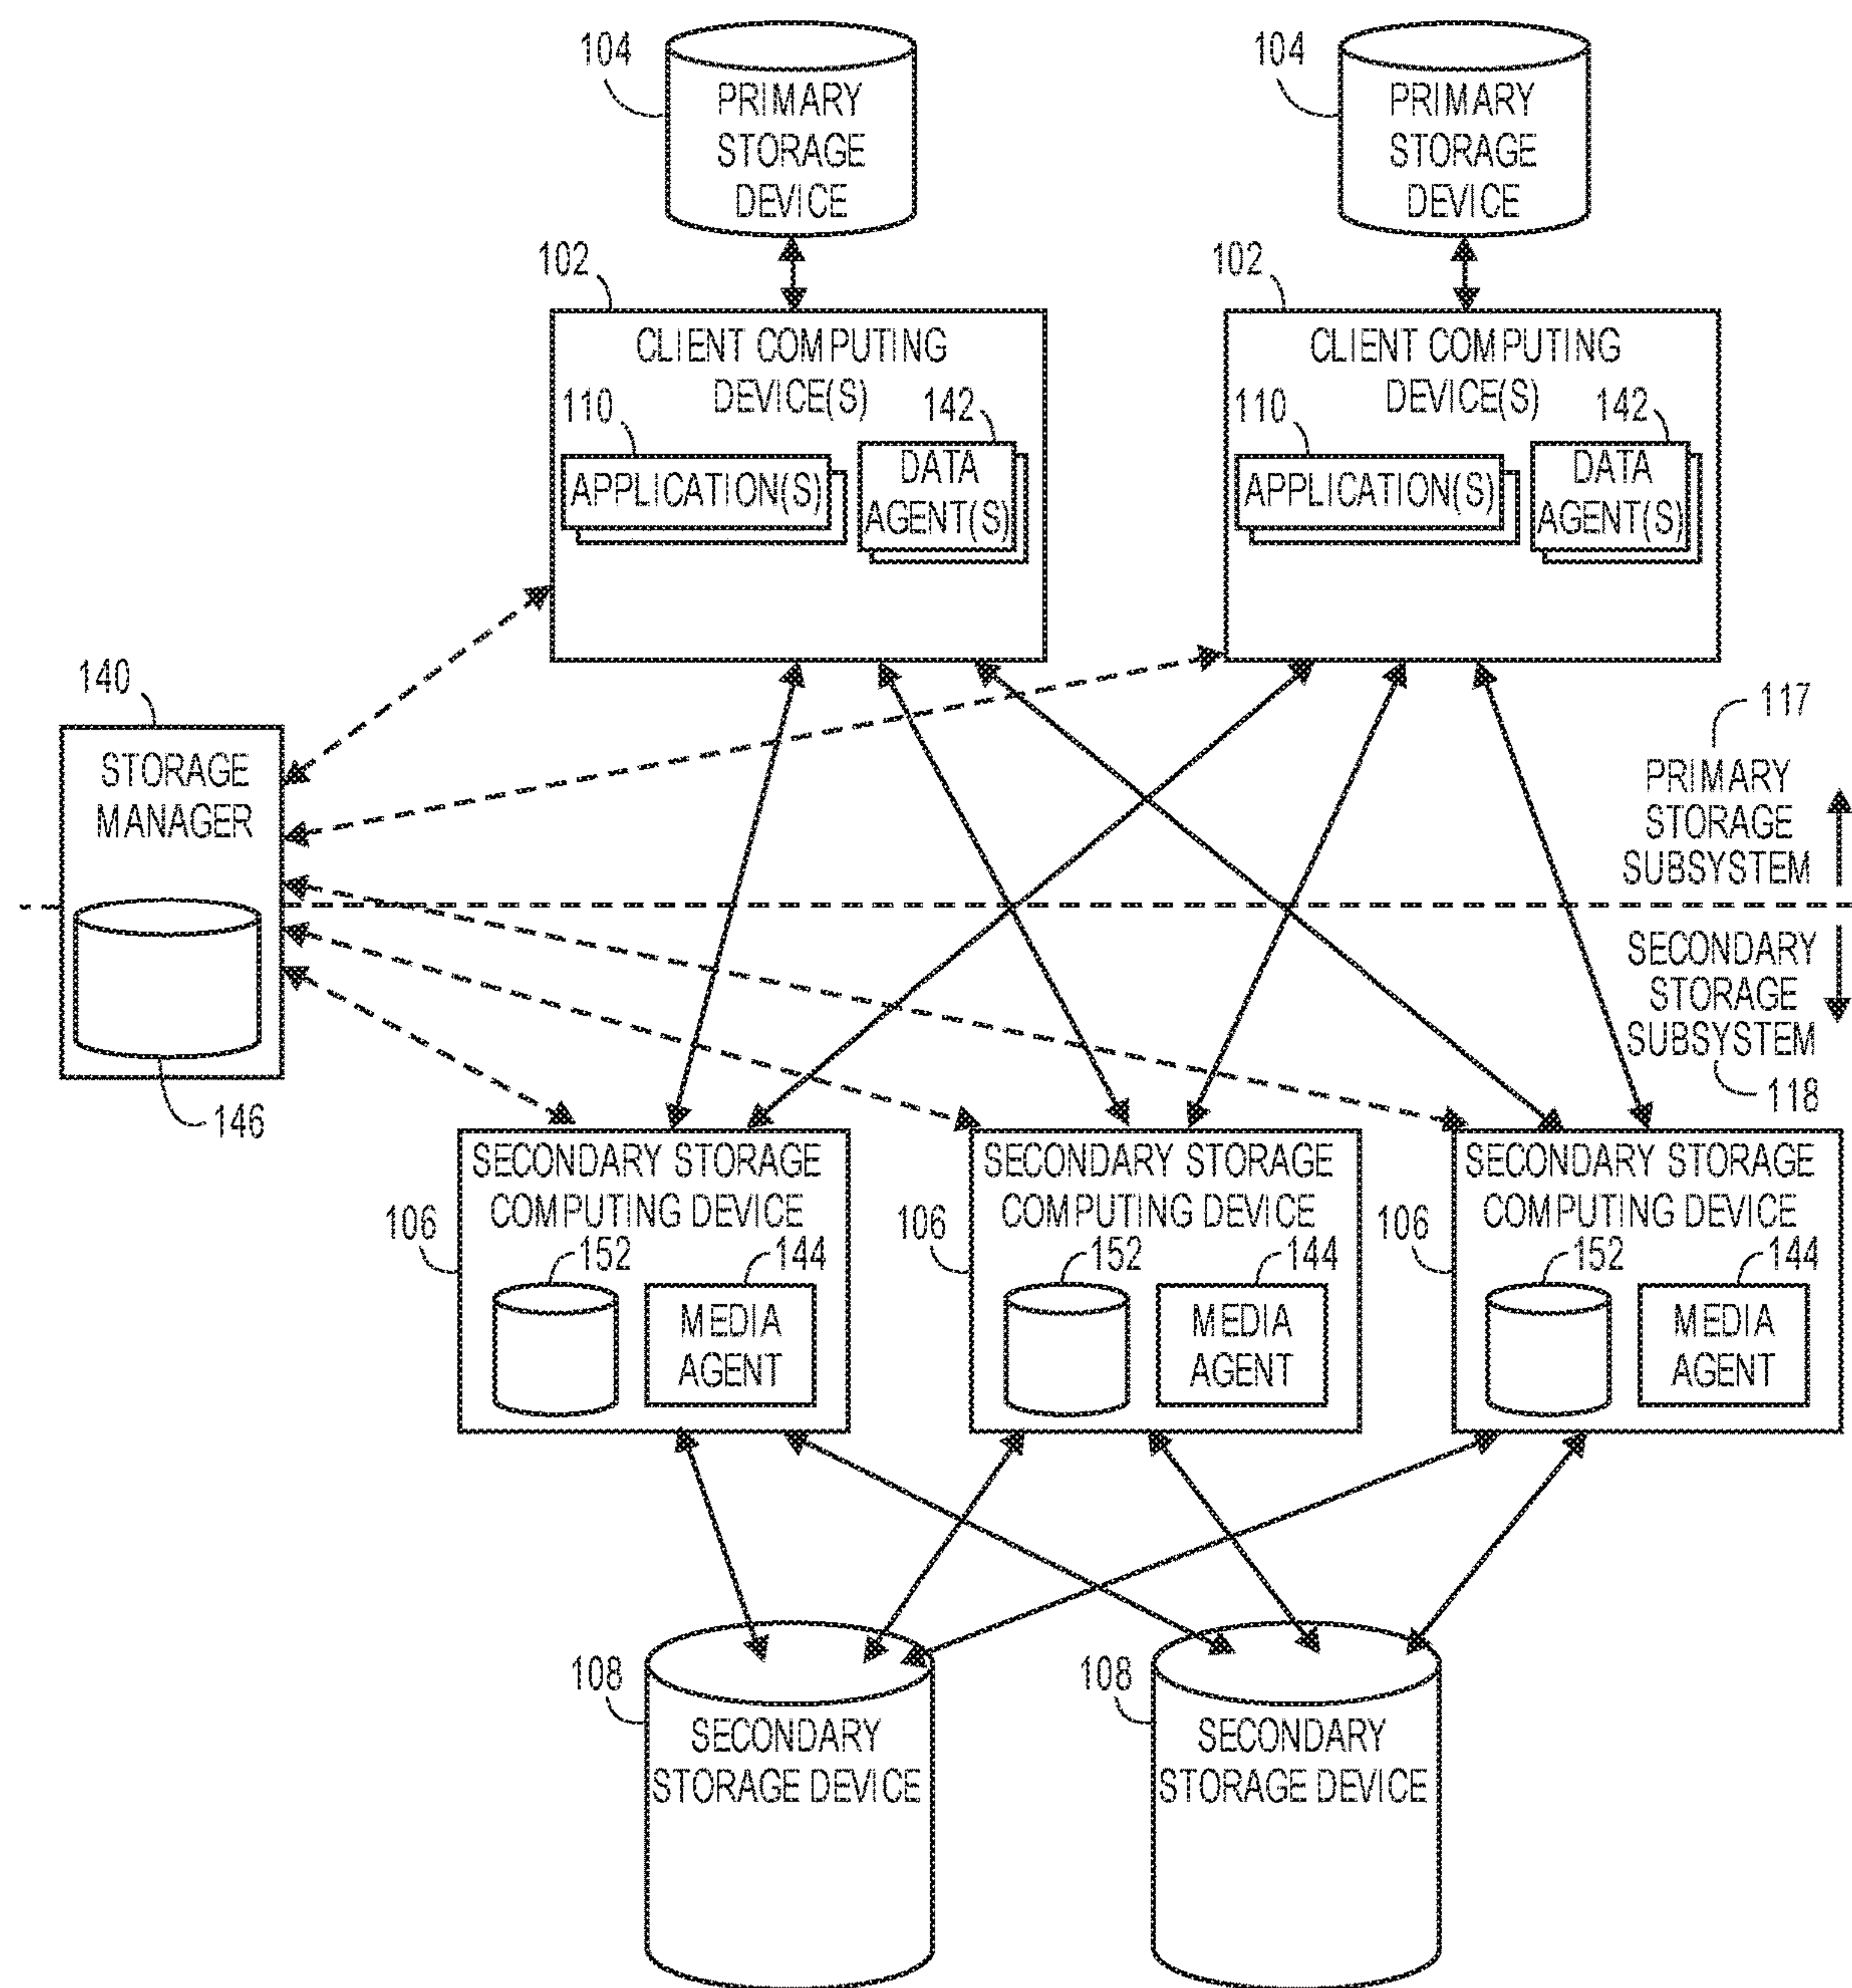 104
PRIMARY
STORAGE
DEVICE
104
PRIMARY
STORAGE
DEVICE
102
CLIENT COMPUTING
DEVICE(S)
110
142
APPLICATION(S)
DATA
AGENT(S)
102
CLIENT COMPUTING
DEVICE(S)
110
142
APPLICATION(S)
DATA
AGENT(S)
140
STORAGE
MANAGER
146
117
PRIMARY
STORAGE
SUBSYSTEM
SECONDARY
STORAGE
SUBSYSTEM
118
SECONDARY STORAGE
COMPUTING DEVICE
106
152
144
MEDIA
AGENT
SECONDARY STORAGE
COMPUTING DEVICE
106
152
144
MEDIA
AGENT
SECONDARY STORAGE
COMPUTING DEVICE
106
152
144
MEDIA
AGENT
108
SECONDARY
STORAGE DEVICE
108
SECONDARY
STORAGE DEVICE